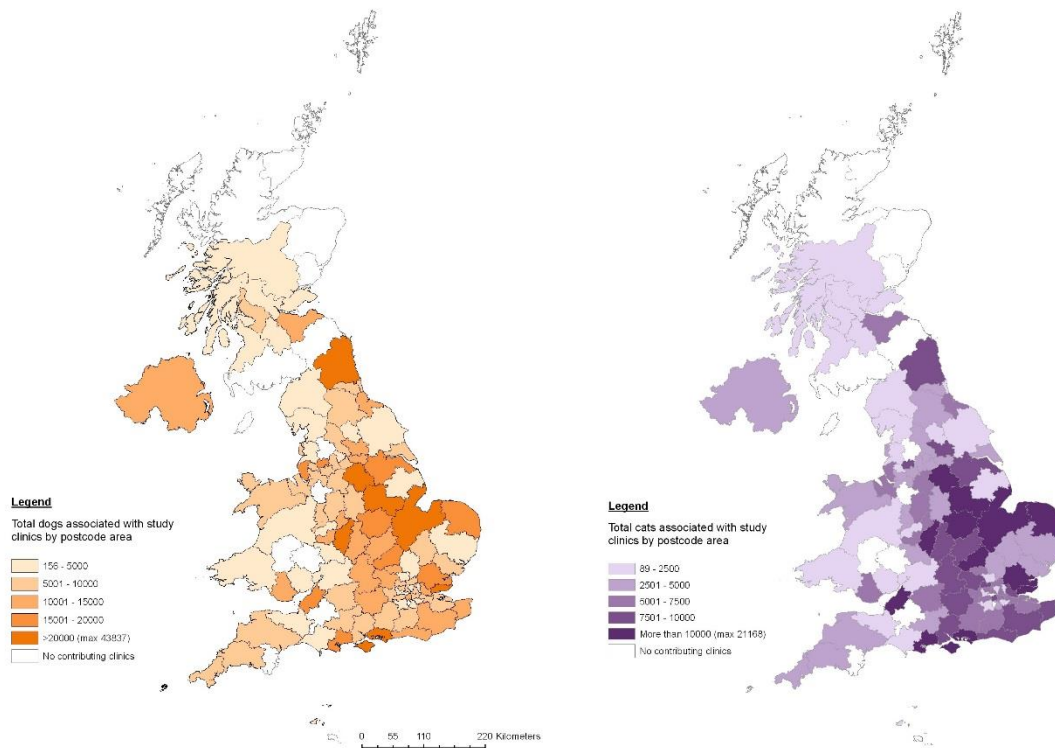 Legend
Total dogs associated with study
clinics by postcode area
156 - 5000
5001 - 10000
10001 - 15000
15001 - 20000
>20000 (max 43837)
No contributing clinics
0 55 110 220 Kilometers
Legend
Total cats associated with study
clinics by postcode area
89 - 2500
2501 - 5000
5001 - 7500
7501 - 10000
More than 10000 (max 21168)
No contributing clinics